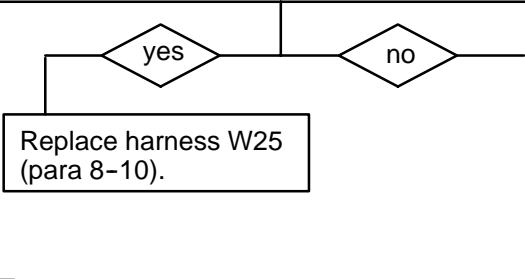 yes
no
Replace harness W25
(para 8-10).